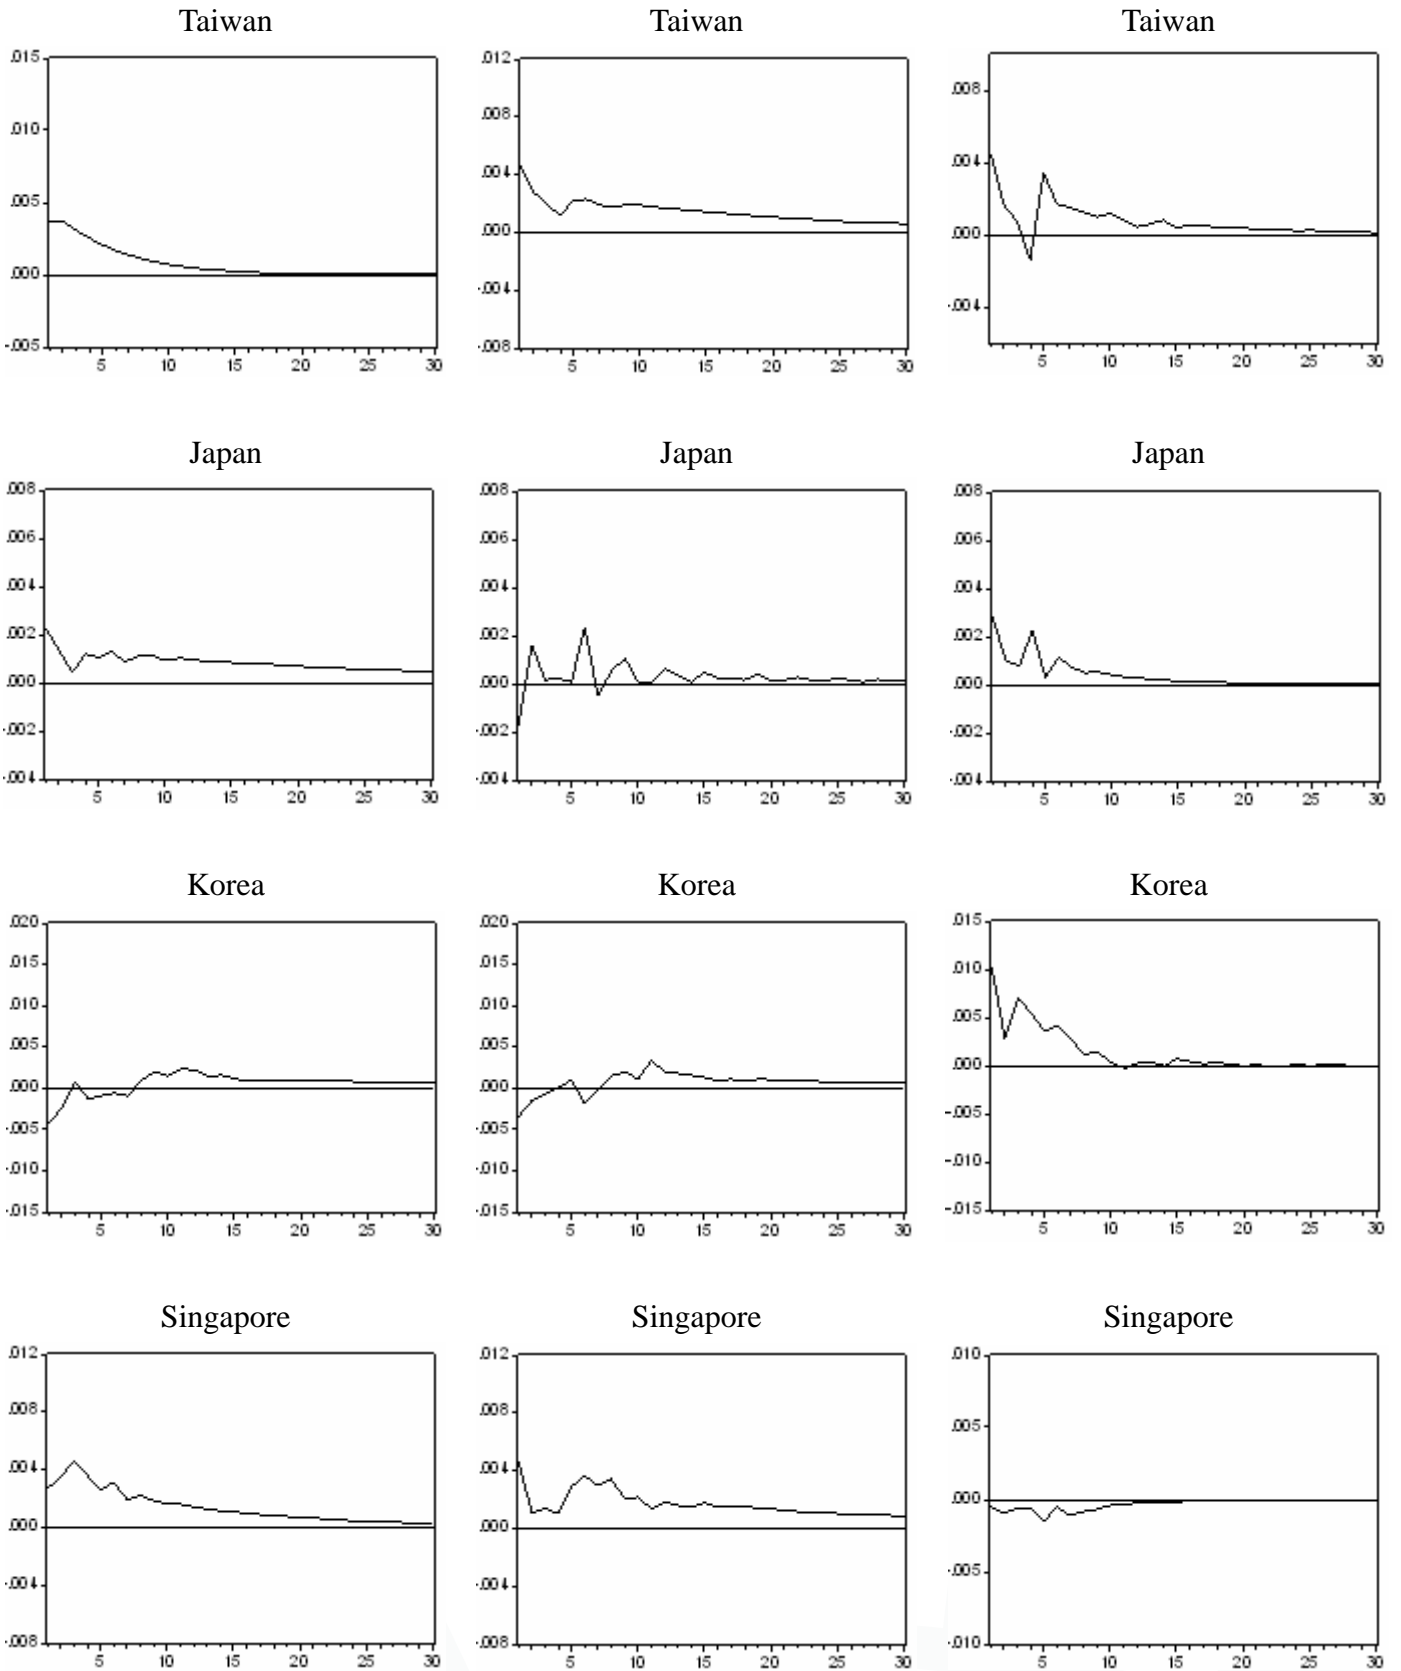 Taiwan Taiwan Taiwan
.015 .012
.010 .008 .008
.005 .004 .004
.000 .000 .000
-.004 -.004
-.005 -.008
5 10 15 20 25 30 5 10 15 20 25 30 5 10 15 20 25 30
Japan Japan Japan
.008 .008 .008
.006 .006 .006
.004 .004 .004
.002 .002 .002
.000 .000 .000
-.002 -.002 -.002
-.004 -.004 -.004
5 10 15 20 25 30 5 10 15 20 25 30 5 10 15 20 25 30
Korea Korea Korea
.020 .020 .015
.015 .015 .010
.010 .010 .005
.005 .005 .000
.000 .000 -.005
-.005 -.005 -.010
-.010 -.010 -.015
-.015 -.015
5 10 15 20 25 30 5 10 15 20 25 30 5 10 15 20 25 30
Singapore Singapore Singapore
.012 .012 .010
.008 .008 .005
.004 .004 .000
.000 .000 -.005
-.004 -.004 -.010
-.008 -.008
5 10 15 20 25 30 5 10 15 20 25 30 5 10 15 20 25 30